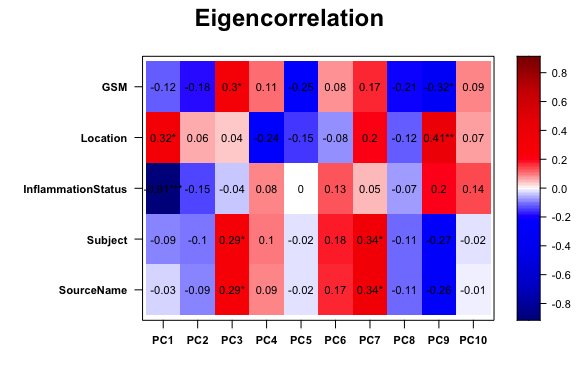 Eigencorrelation
GSM -0.12 -0.18 0.3* 0.11 -0.25 0.08 0.17 -0.21 -0.32* 0.09
Location 0.32* 0.06 0.04 -0.24 -0.15 -0.08 0.2 -0.12 0.41** 0.07
InflammationStatus -0.15 -0.04 0.08 0 0.13 0.05 -0.07 0.2 0.14
Subject -0.09 -0.1 0.29* 0.1 -0.02 0.18 0.34* -0.11 -0.27 -0.02
SourceName -0.03 -0.09 0.29* 0.09 -0.02 0.17 0.34* -0.11 -0.26 -0.01
PC1 PC2 PC3 PC4 PC5 PC6 PC7 PC8 PC9 PC10
0.8
0.6
0.4
0.2
0.0
-0.2
-0.4
-0.6
-0.8